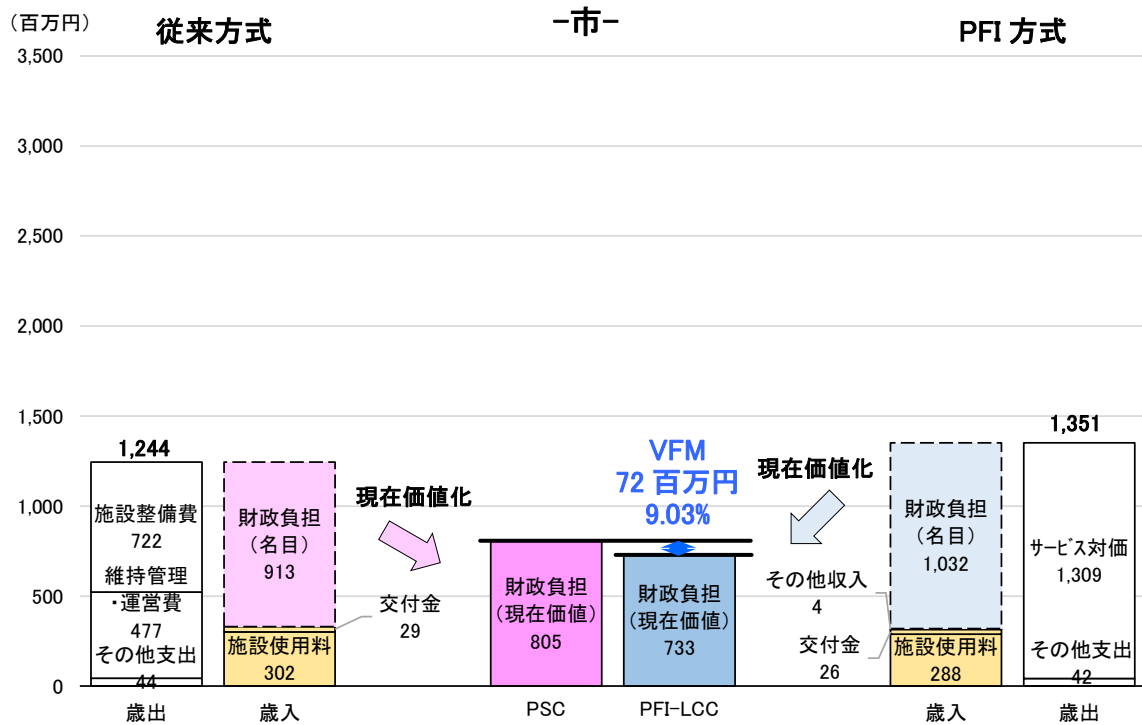 （百万円）
従来方式
-市-
PFI 方式
3,500
3,000
2,500
2,000
1,500
1,000
500
0
1,244
施設整備費
722
維持管理
・運営費
477
その他支出
44
歳出
財政負担
（名目）
913
施設使用料
302
歳入
交付金
29
現在価値化
財政負担
（現在価値）
805
PSC
VFM
72 百万円
9.03%
財政負担
（現在価値）
733
PFI-LCC
現在価値化
その他収入
4
交付金
26
財政負担
（名目）
1,032
施設使用料
288
歳入
1,351
サービス対価
1,309
その他支出
42
歳出